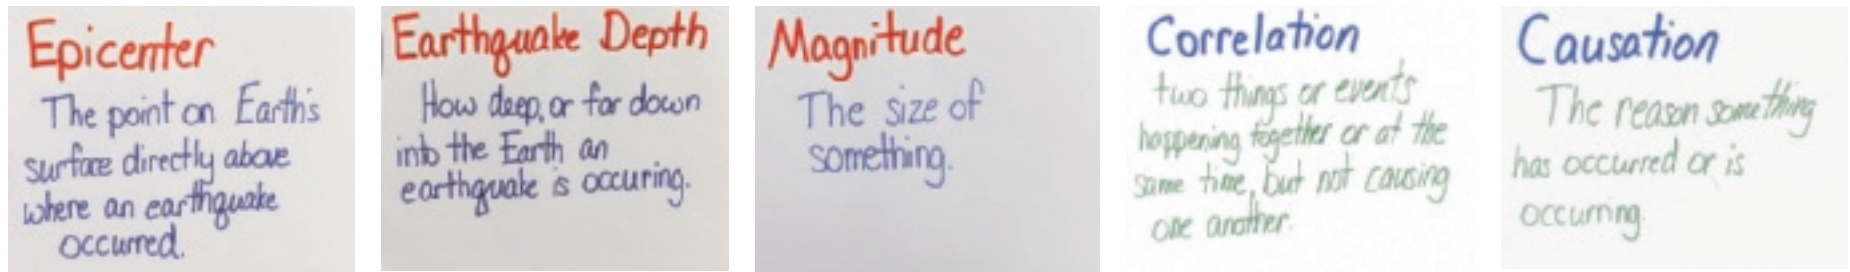 Epicenter
The point on Earth's
surface directly above
where an earthquake
occurred.
Earthquake Depth
How deep, or far down
into the Earth an
earthquake is occuring.
Magnitude
The size of
something.
Correlation
two things or events
happening together or at the
same time, but not causing
one another.
Causation
The reason something
has occurred or is
occurring.